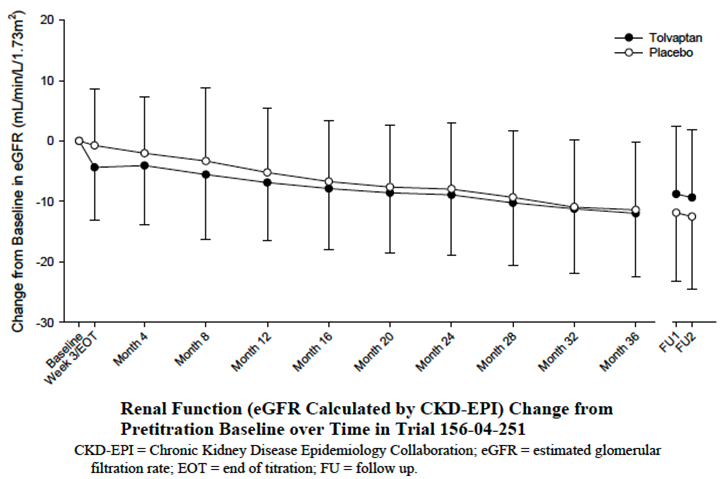 Change from Baseline in eGFR (mL/min/L/1.73m²)
20
10
0
-10
-20
-30
Tolvaptan
Placebo
Baseline
Week 3/EOT
Month 4
Month 8
Month 12
Month 16
Month 20
Month 24
Month 28
Month 32
Month 36
FU1
FU2
Renal Function (eGFR Calculated by CKD-EPI) Change from
Pretitration Baseline over Time in Trial 156-04-251
CKD-EPI = Chronic Kidney Disease Epidemiology Collaboration; eGFR = estimated glomerular
filtration rate; EOT = end of titration; FU = follow up.